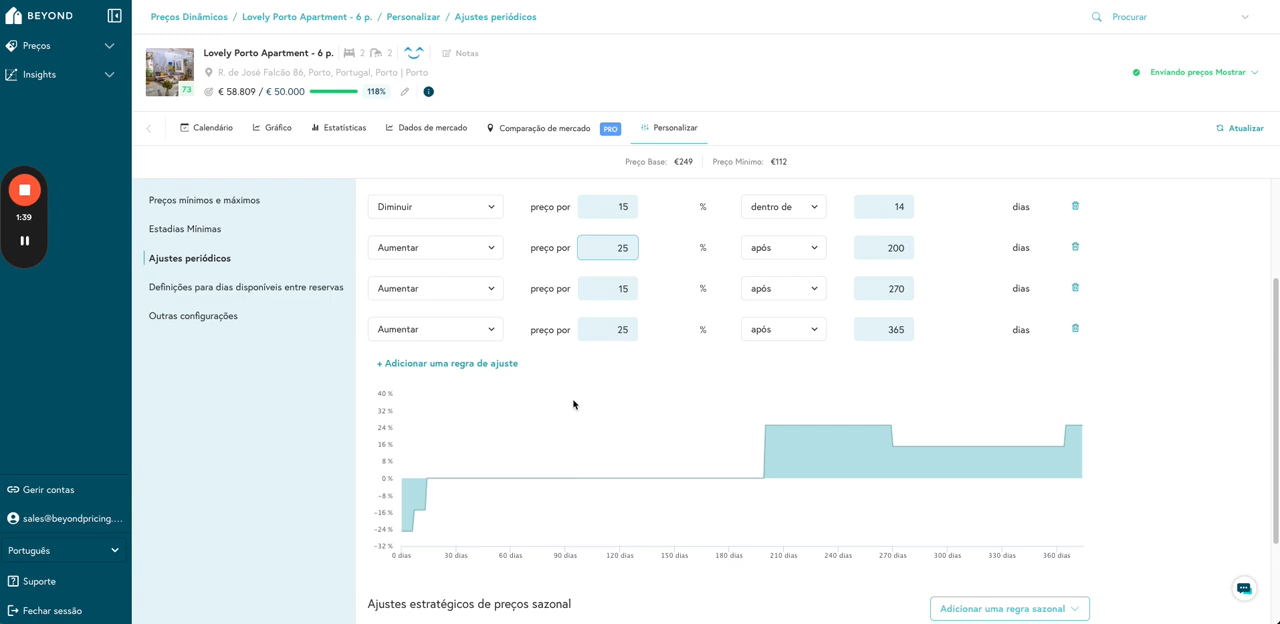 BEYOND
Preços
Insights
1:39
Gerir contas
sales@beyondpricing....
Português
Suporte
Fechar sessão
Preços Dinâmicos / Lovely Porto Apartment - 6 p. / Personalizar / Ajustes periódicos
Procurar
Lovely Porto Apartment - 6 p. 2 2 Notas
R. de José Falcão 86, Porto, Portugal, Porto | Porto
73
€ 58.809 / € 50.000 118%
Enviando preços Mostrar
Calendário Gráfico Estatísticas Dados de mercado Comparação de mercado PRO Personalizar
Atualizar
Preço Base: €249 Preço Mínimo: €112
Preços mínimos e máximos
Estadias Mínimas
Ajustes periódicos
Definições para dias disponíveis entre reservas
Outras configurações
Diminuir preço por 15 % dentro de 14 dias
Aumentar preço por 25 % após 200 dias
Aumentar preço por 15 % após 270 dias
Aumentar preço por 25 % após 365 dias
+ Adicionar uma regra de ajuste
40 %
32 %
24 %
16 %
8 %
0 %
-8 %
-16 %
-24 %
-32 %
0 dias 30 dias 60 dias 90 dias 120 dias 150 dias 180 dias 210 dias 240 dias 270 dias 300 dias 330 dias 360 dias
Ajustes estratégicos de preços sazonal
Adicionar uma regra sazonal